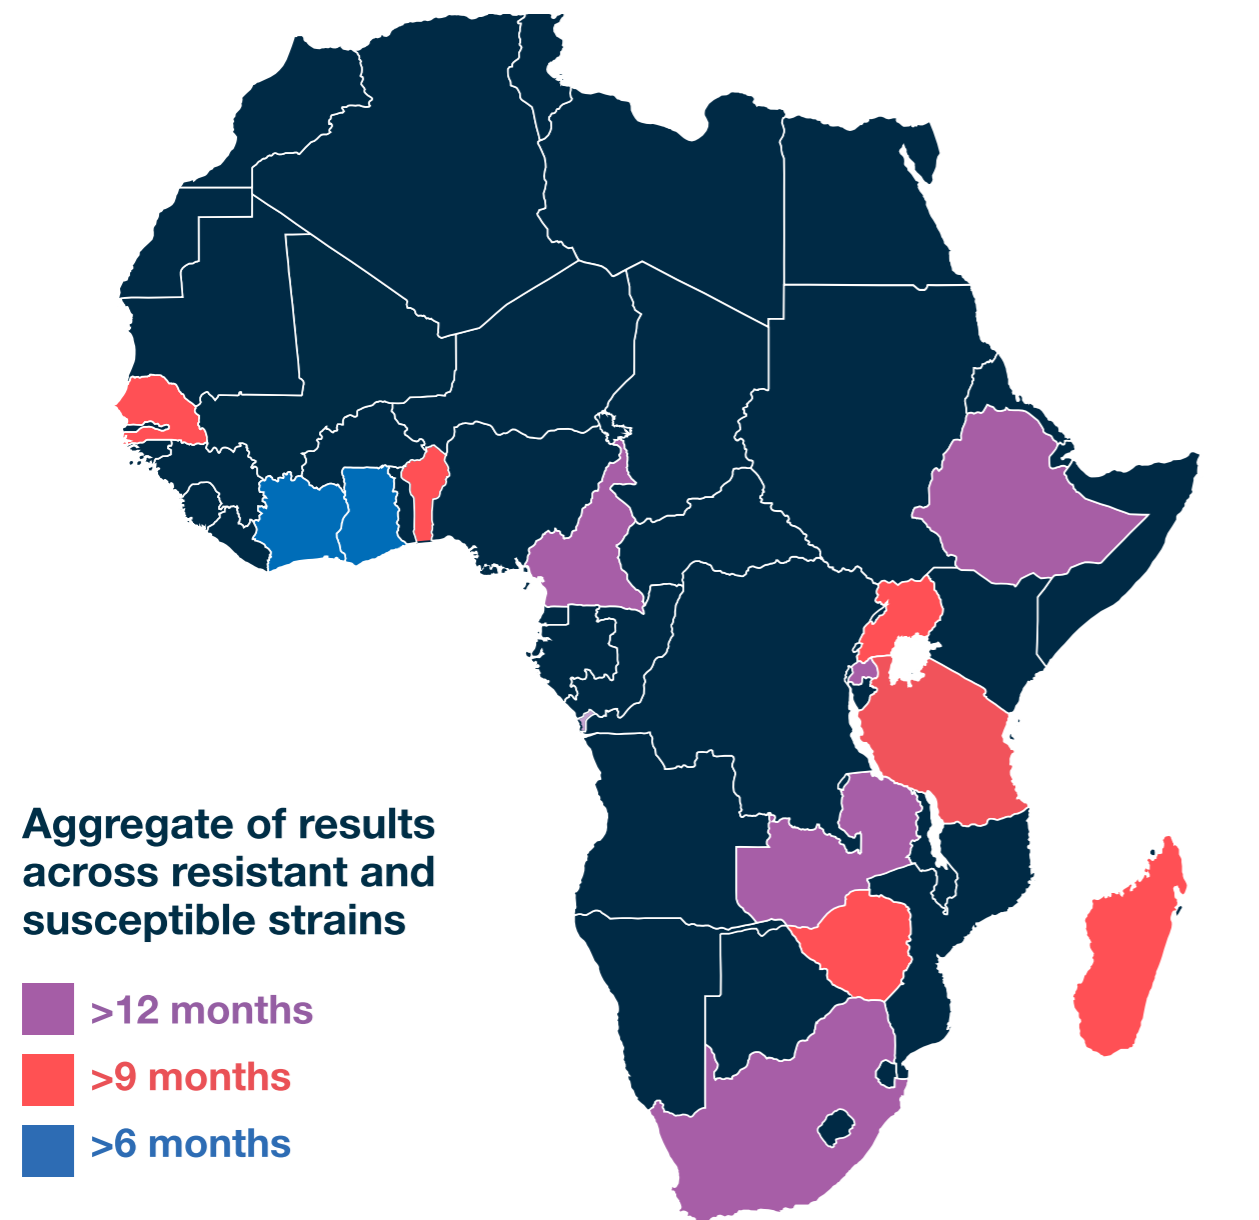 Aggregate of results
across resistant and
susceptible strains
>12 months
>9 months
>6 months